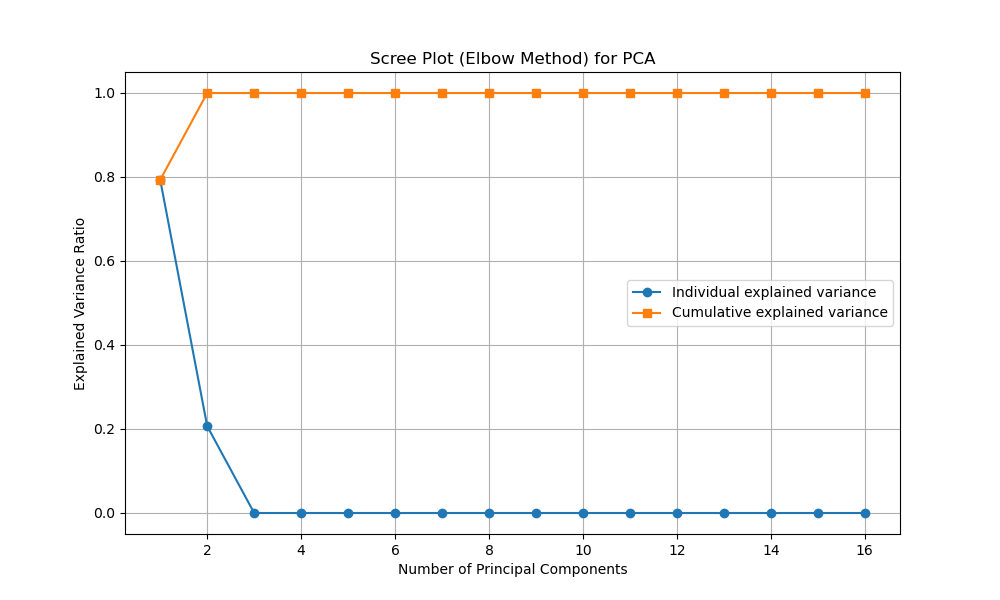 Scree Plot (Elbow Method) for PCA
Explained Variance Ratio
1.0
0.8
0.6
0.4
0.2
0.0
Individual explained variance
Cumulative explained variance
2 4 6 8 10 12 14 16
Number of Principal Components